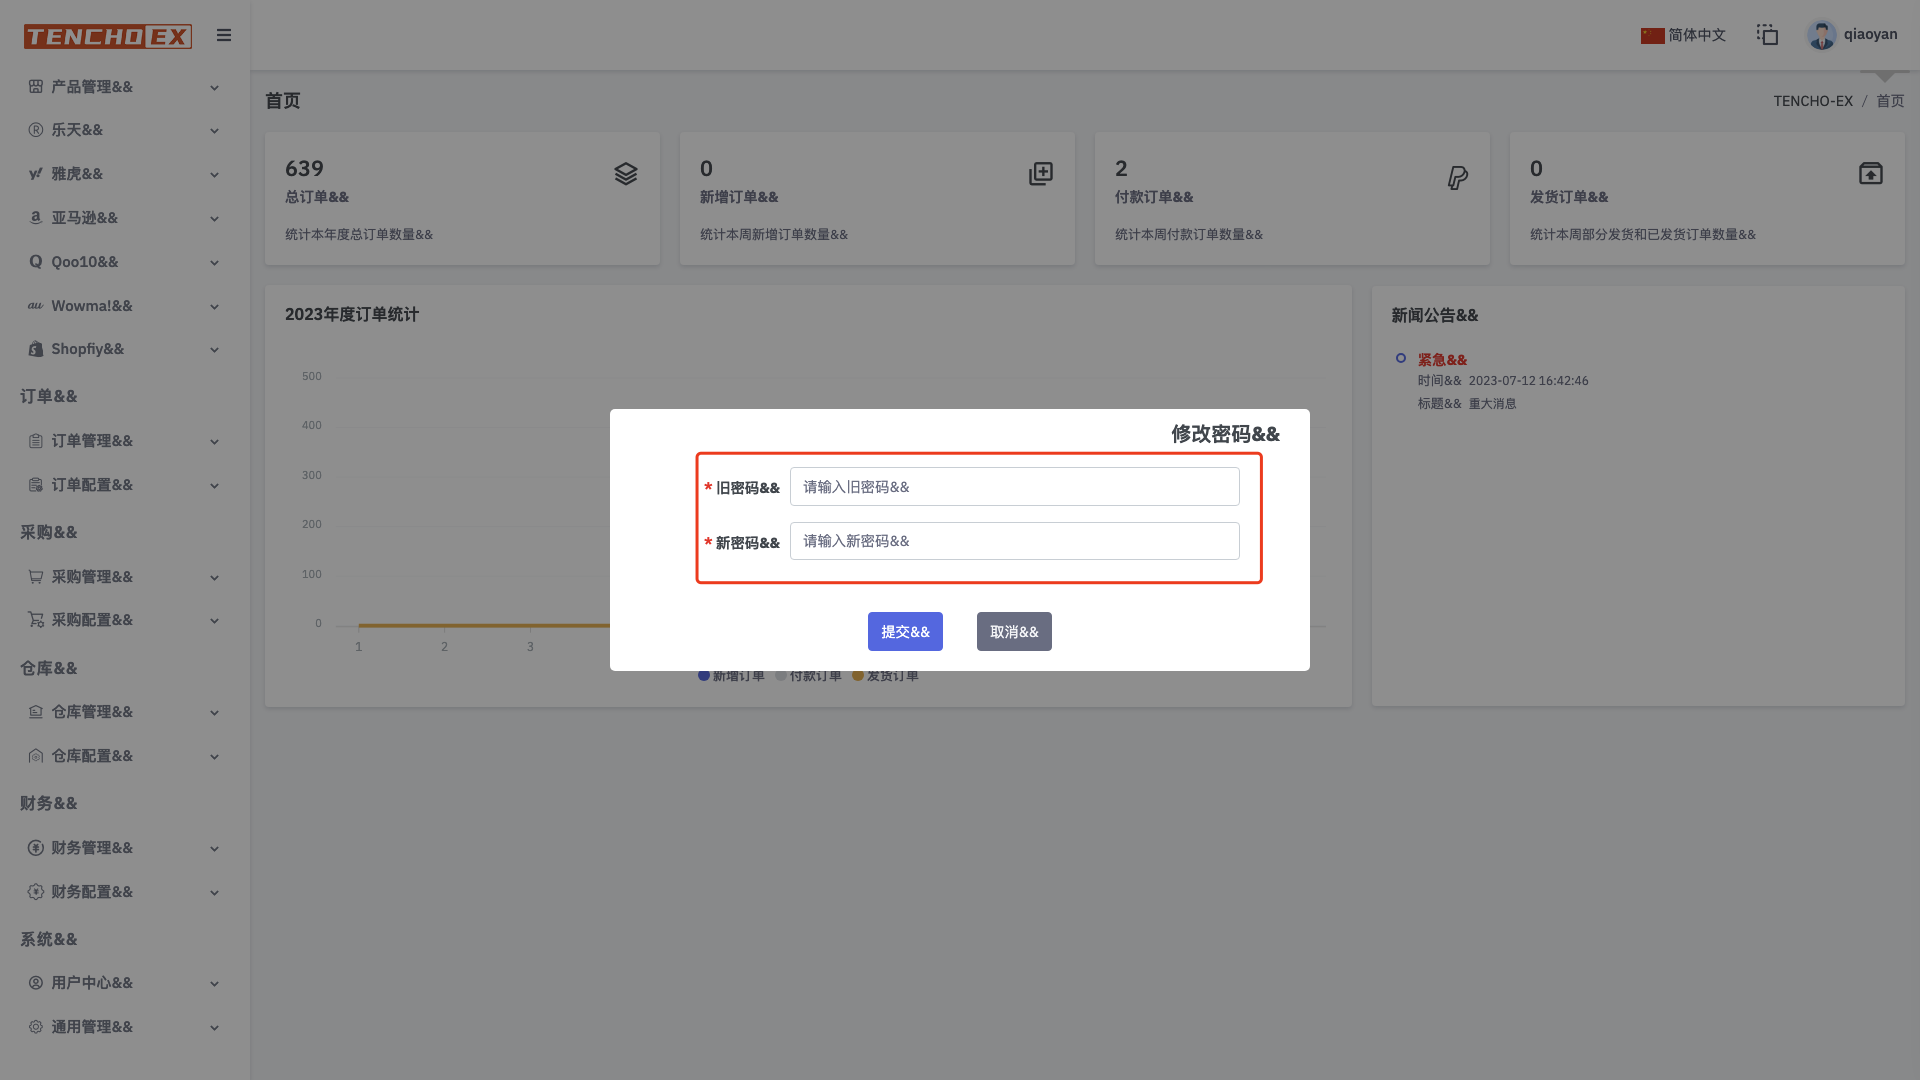 TENCHO EX
简体中文
qiaoyan
产品管理&&
乐天&&
雅虎&&
亚马逊&&
Qoo10&&
Wowma!&&
Shopfiy&&
订单&&
订单管理&&
订单配置&&
采购&&
采购管理&&
采购配置&&
仓库&&
仓库管理&&
仓库配置&&
财务&&
财务管理&&
财务配置&&
系统&&
用户中心&&
通用管理&&
首页
TENCHO-EX / 首页
639
总订单&&
统计本年度总订单数量&&
0
新增订单&&
统计本周新增订单数量&&
2
付款订单&&
统计本周付款订单数量&&
0
发货订单&&
统计本周部分发货和已发货订单数量&&
2023年度订单统计
500
400
300
200
100
0
1 2 3
新增订单 付款订单 发货订单
新闻公告&&
紧急&&
时间&& 2023-07-12 16:42:46
标题&& 重大消息
修改密码&&
* 旧密码&& 请输入旧密码&&
* 新密码&& 请输入新密码&&
提交&& 取消&&